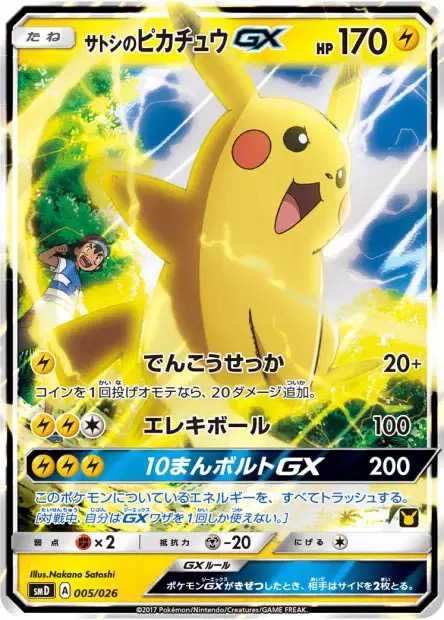 たね サトシのピカチュウGX HP170
でんこうせっか 20+
コインを1回投げオモテなら、20ダメージ追加。
エレキボール 100
10まんボルトGX 200
このポケモンについているエネルギーを、すべてトラッシュする。
[対戦中、自分はGXワザを1回しか使えない。]
弱点 ×2 抵抗力 -20 にげる
Illus.Nakano Satoshi
GXルール
SMD A 005/026
ポケモンGXがきぜつしたとき、相手はサイドを2枚とる。
©2017 Pokémon/Nintendo/Creatures/GAME FREAK.